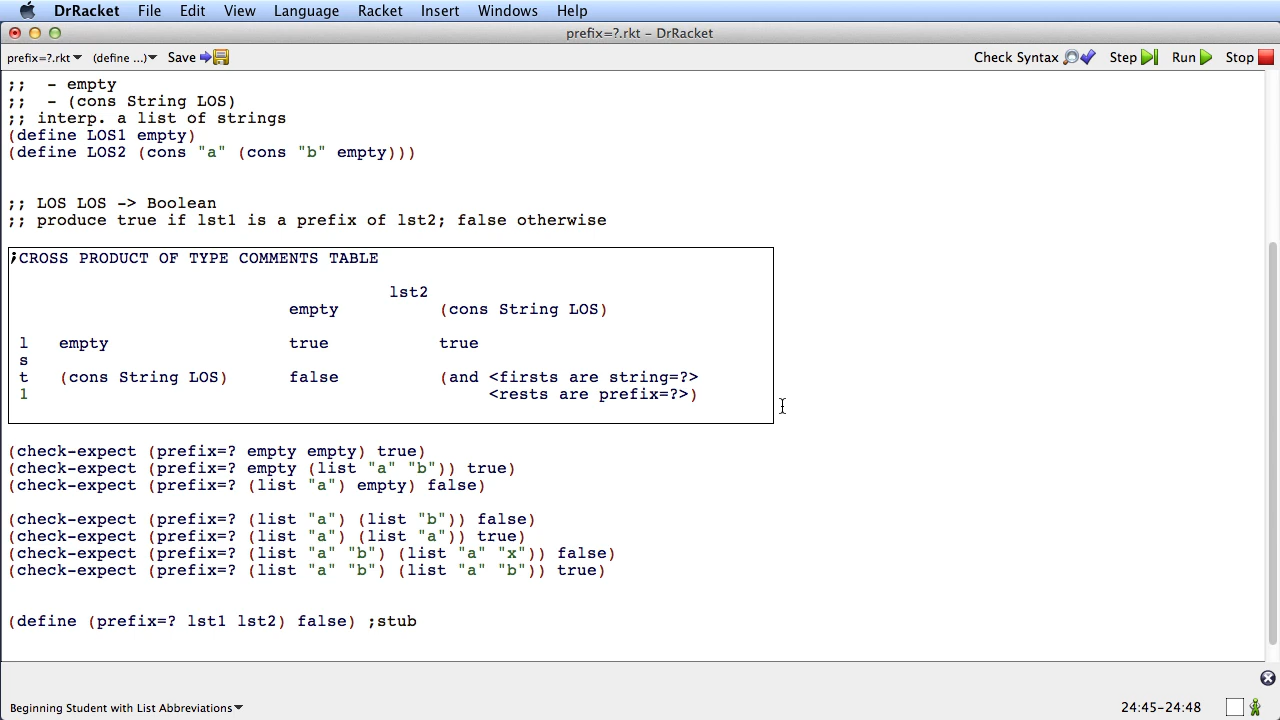 DrRacket File Edit View Language Racket Insert Windows Help
prefix=?.rkt – DrRacket
prefix=?.rkt (define ...) Save Check Syntax Step Run Stop
;;  - empty
;;  - (cons String LOS)
;; interp. a list of strings
(define LOS1 empty)
(define LOS2 (cons "a" (cons "b" empty)))
;; LOS LOS -> Boolean
;; produce true if lst1 is a prefix of lst2; false otherwise
;CROSS PRODUCT OF TYPE COMMENTS TABLE
lst2
empty (cons String LOS)
l empty true true
s
t (cons String LOS) false (and <firsts are string=?>
1 <rests are prefix=?>)
(check-expect (prefix=? empty empty) true)
(check-expect (prefix=? empty (list "a" "b")) true)
(check-expect (prefix=? (list "a") empty) false)
(check-expect (prefix=? (list "a") (list "b")) false)
(check-expect (prefix=? (list "a") (list "a")) true)
(check-expect (prefix=? (list "a" "b") (list "a" "x")) false)
(check-expect (prefix=? (list "a" "b") (list "a" "b")) true)
(define (prefix=? lst1 lst2) false) ;stub
Beginning Student with List Abbreviations 24:45-24:48